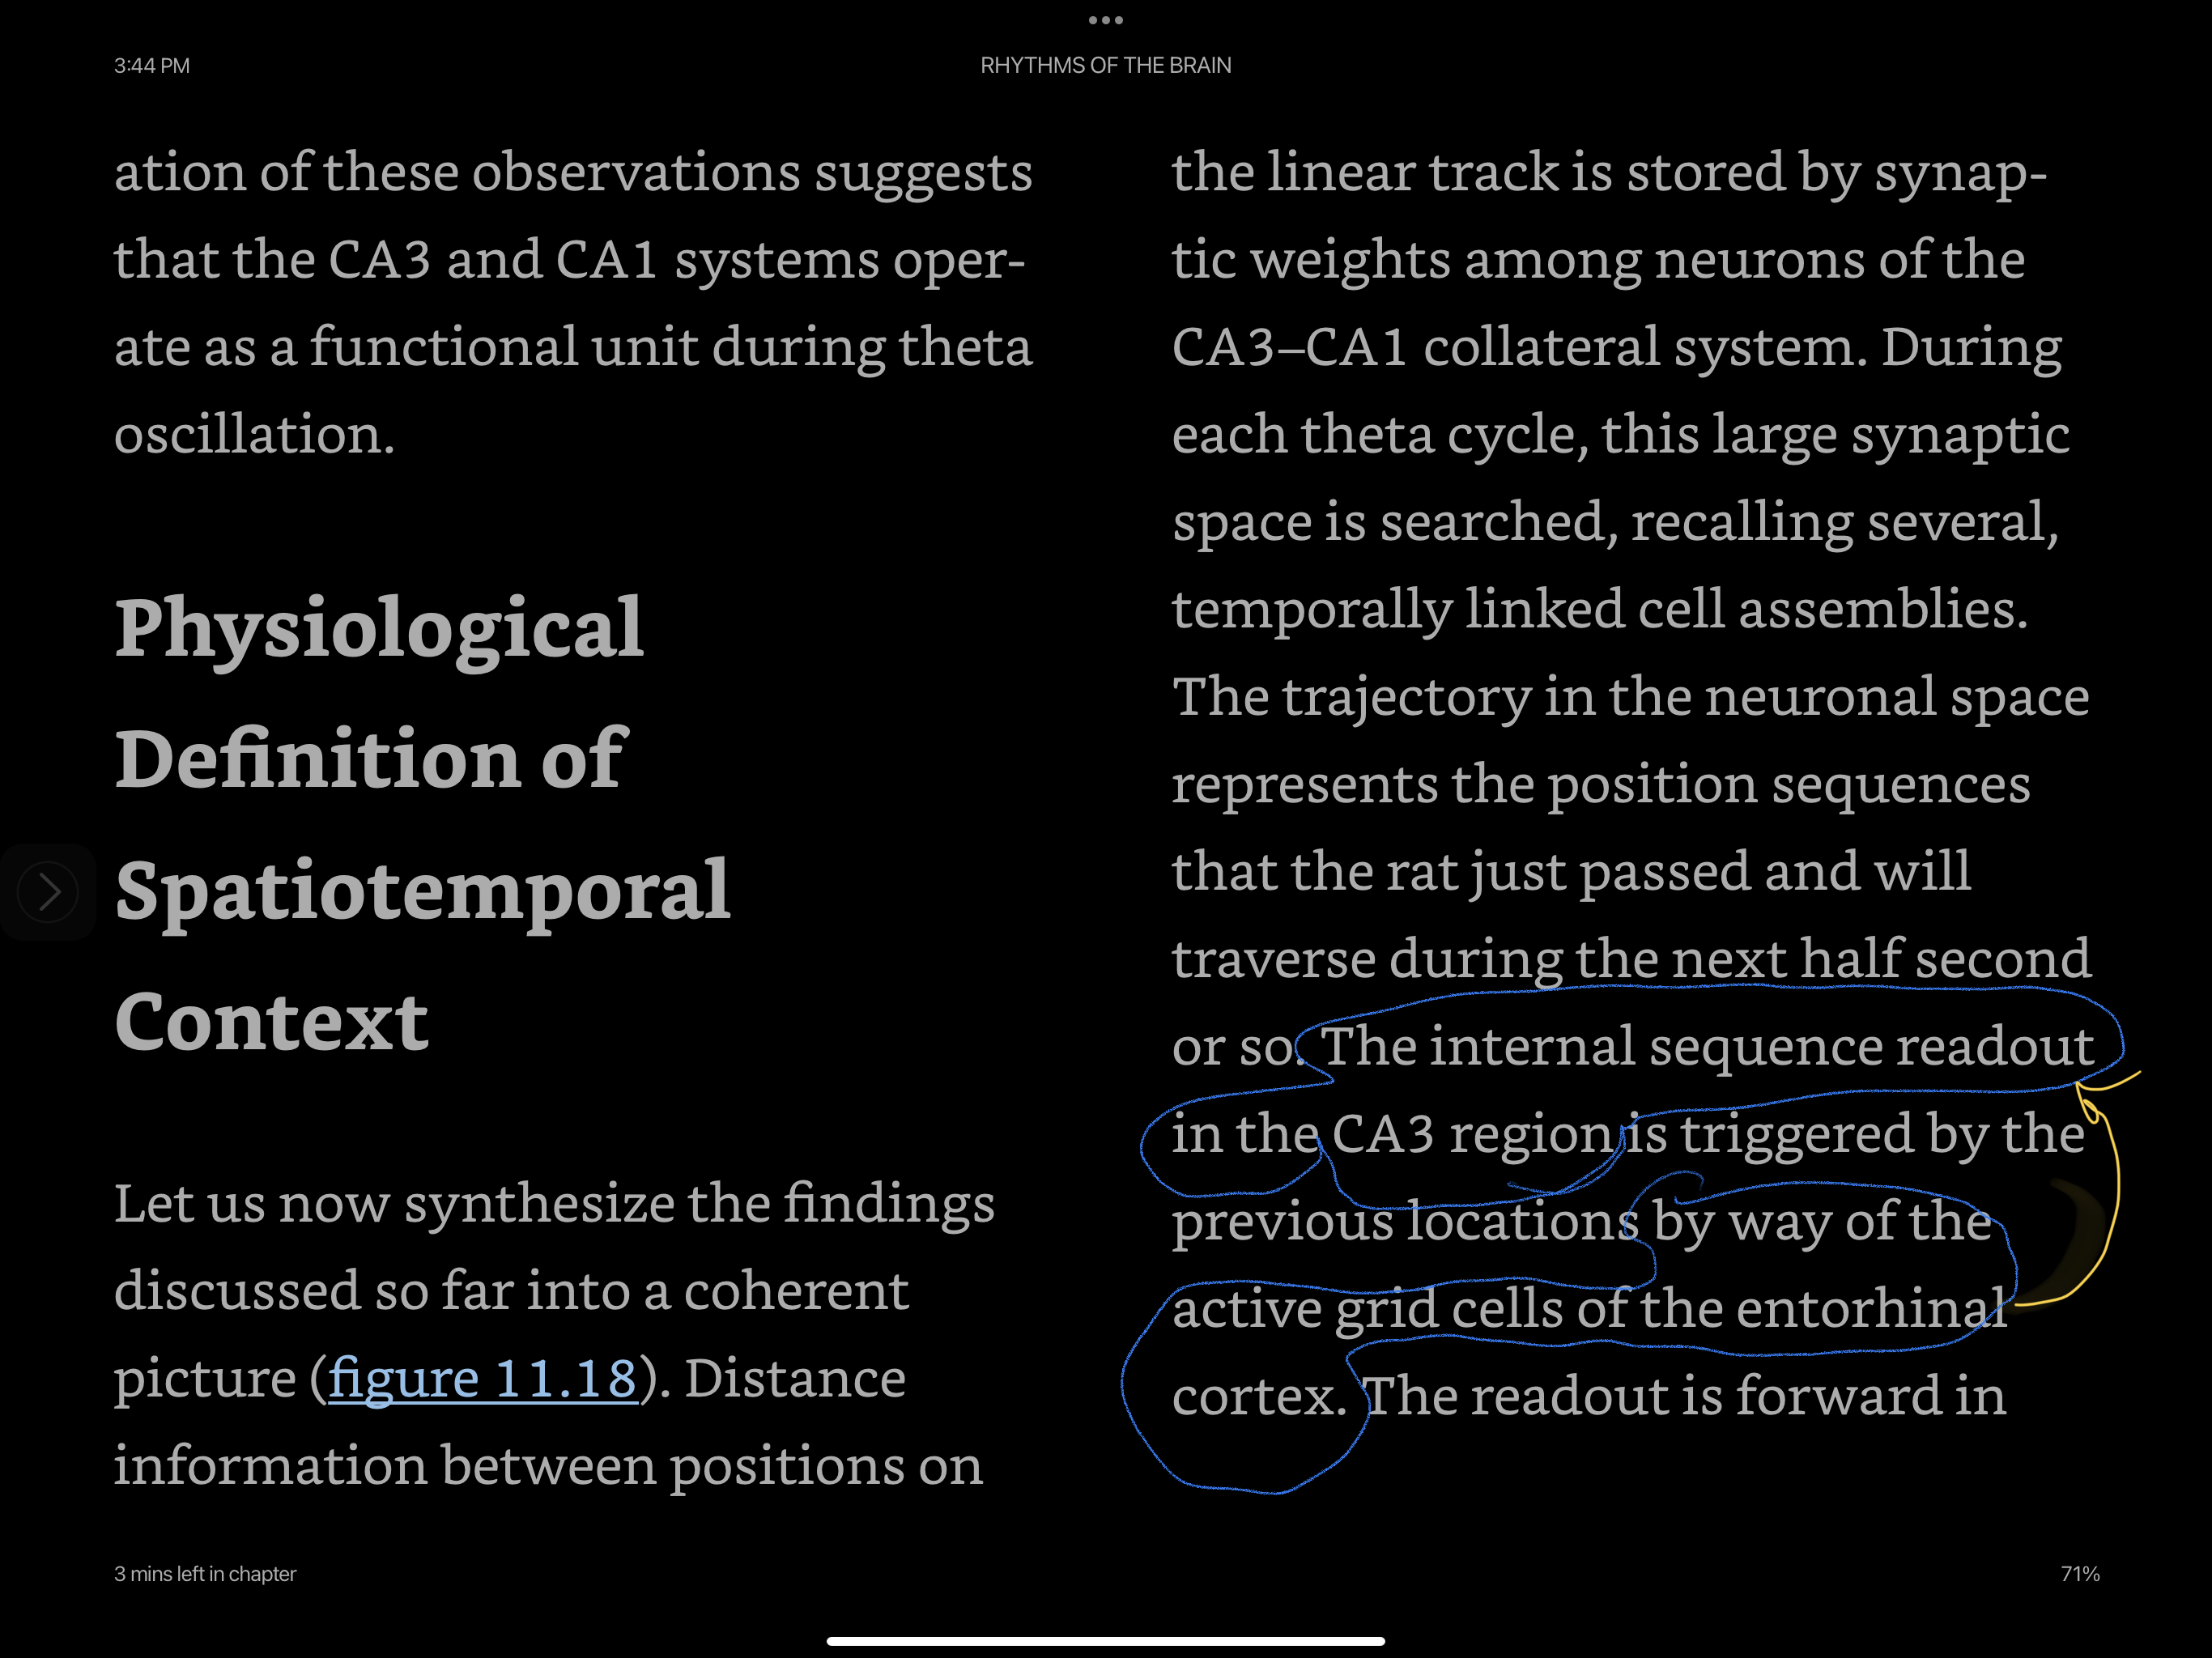 3:44 PM
RHYTHMS OF THE BRAIN
ation of these observations suggests
that the CA3 and CA1 systems oper-
ate as a functional unit during theta
oscillation.
Physiological
Definition of
Spatiotemporal
Context
Let us now synthesize the findings
discussed so far into a coherent
picture (figure 11.18). Distance
information between positions on
the linear track is stored by synap-
tic weights among neurons of the
CA3–CA1 collateral system. During
each theta cycle, this large synaptic
space is searched, recalling several,
temporally linked cell assemblies.
The trajectory in the neuronal space
represents the position sequences
that the rat just passed and will
traverse during the next half second
or so. The internal sequence readout
in the CA3 region is triggered by the
previous locations by way of the
active grid cells of the entorhinal
cortex. The readout is forward in
3 mins left in chapter
71%